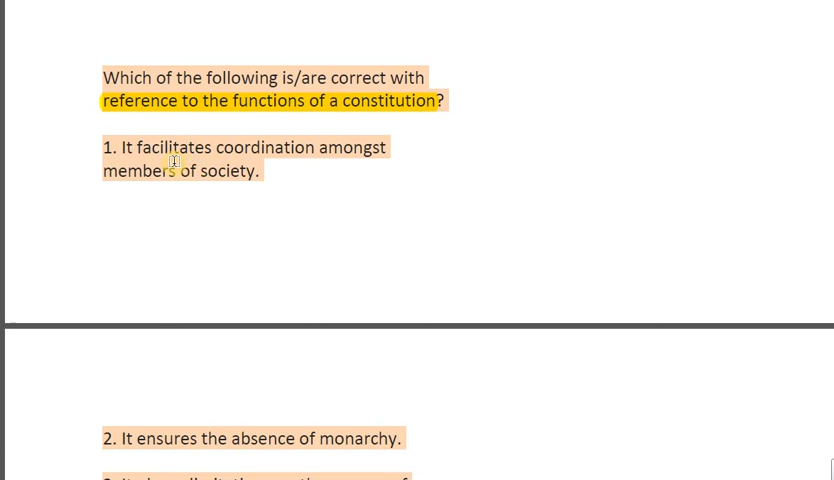 Which of the following is/are correct with
reference to the functions of a constitution?
1. It facilitates coordination amongst
members of society.
2. It ensures the absence of monarchy.